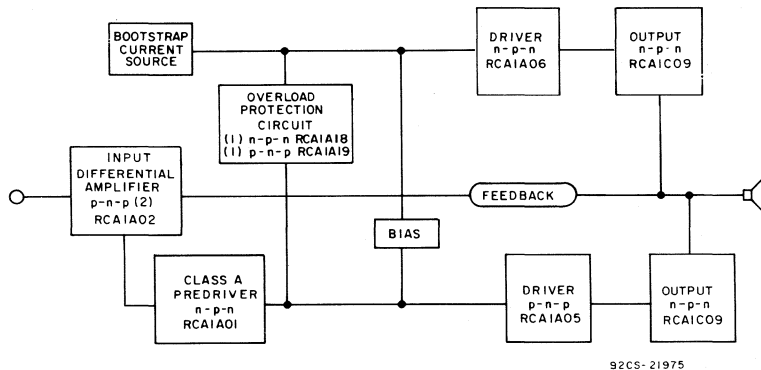 BOOTSTRAP
CURRENT
SOURCE
DRIVER
n-p-n
RCA1A06
OUTPUT
n-p-n
RCA1C09
OVERLOAD
PROTECTION
CIRCUIT
(1) n-p-n RCA1A18
(1) p-n-p RCA1A19
INPUT
DIFFERENTIAL
AMPLIFIER
p-n-p (2)
RCA1A02
FEEDBACK
BIAS
CLASS A
PREDRIVER
n-p-n
RCA1A01
DRIVER
p-n-p
RCA1A05
OUTPUT
n-p-n
RCA1C09
92CS-21975